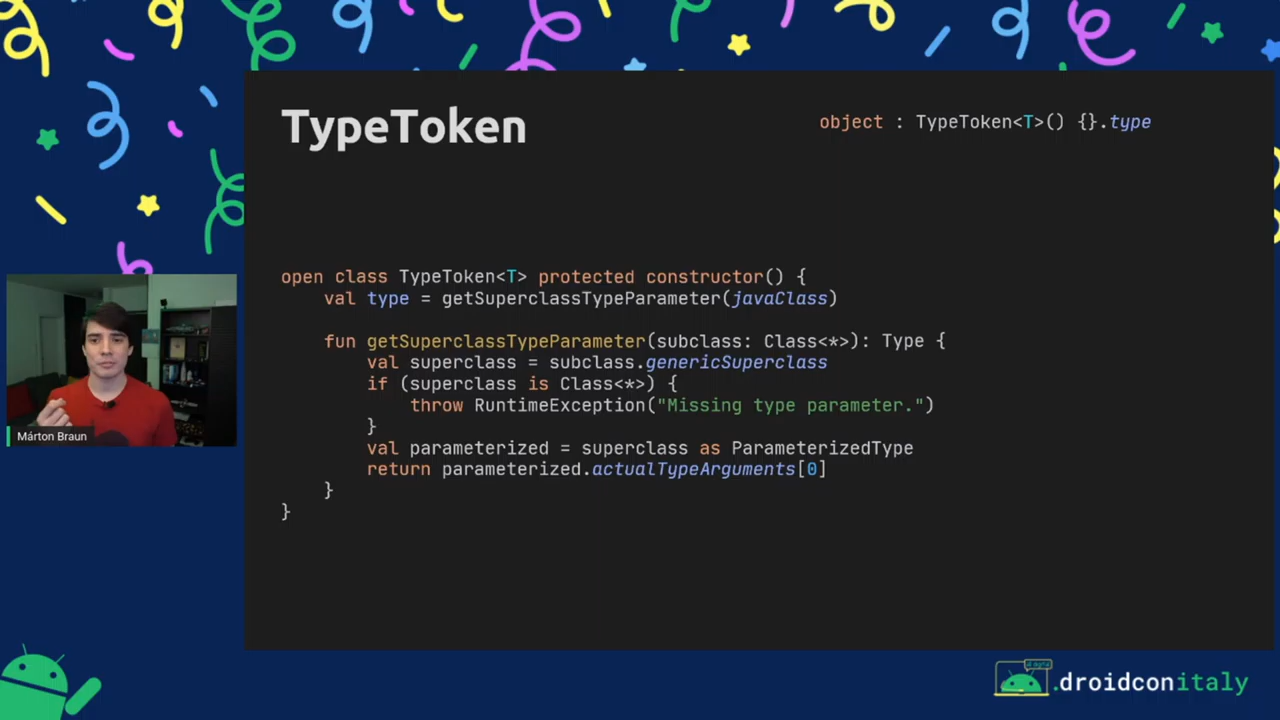 TypeToken
object : TypeToken<T>() {}.type
open class TypeToken<T> protected constructor() {
    val type = getSuperclassTypeParameter(javaClass)
    fun getSuperclassTypeParameter(subclass: Class<*>): Type {
        val superclass = subclass.genericSuperclass
        if (superclass is Class<*>) {
            throw RuntimeException("Missing type parameter.")
        }
        val parameterized = superclass as ParameterizedType
        return parameterized.actualTypeArguments[0]
    }
}
Márton Braun
.droidconitaly